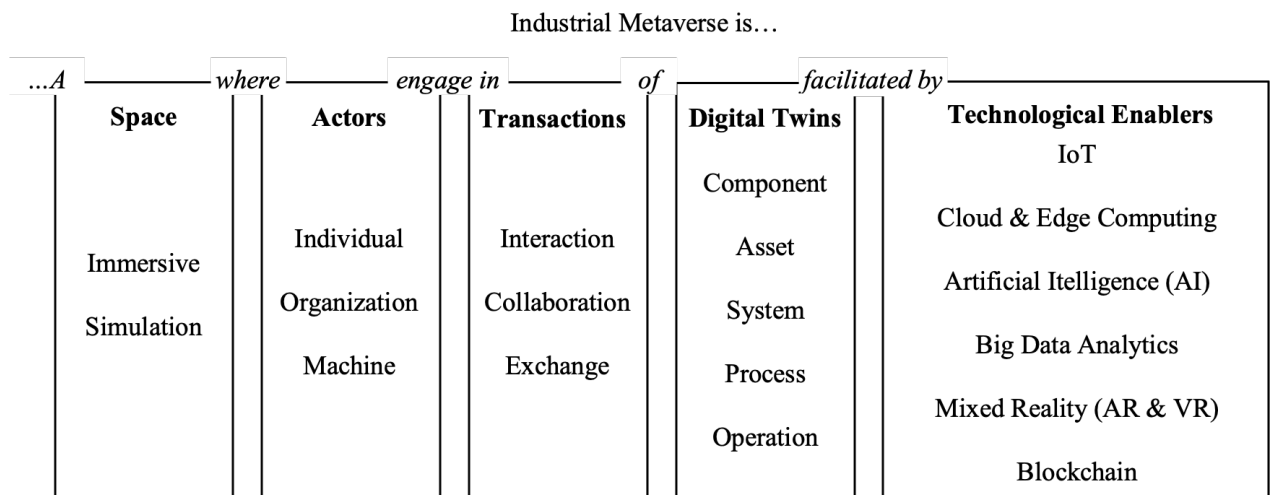 Industrial Metaverse is…
…A where engage in of facilitated by
Space Actors Transactions Digital Twins Technological Enablers
IoT
Component
Cloud & Edge Computing
Individual Interaction
Asset
Immersive
Artificial Itelligence (AI)
Organization Collaboration
System
Simulation
Big Data Analytics
Machine Exchange
Process
Mixed Reality (AR & VR)
Operation
Blockchain